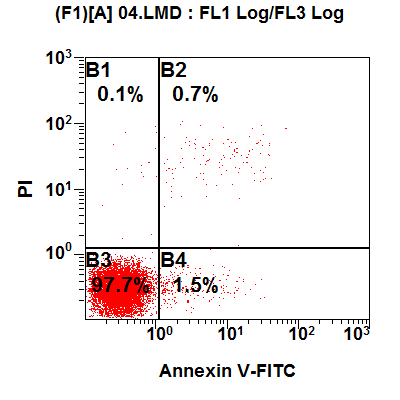 (F1)[A] 04.LMD : FL1 Log/FL3 Log
B1 B2
0.1% 0.7%
PI
10³
10²
10¹
10⁰
B3 B4
97.7% 1.5%
10⁰ 10¹ 10² 10³
Annexin V-FITC